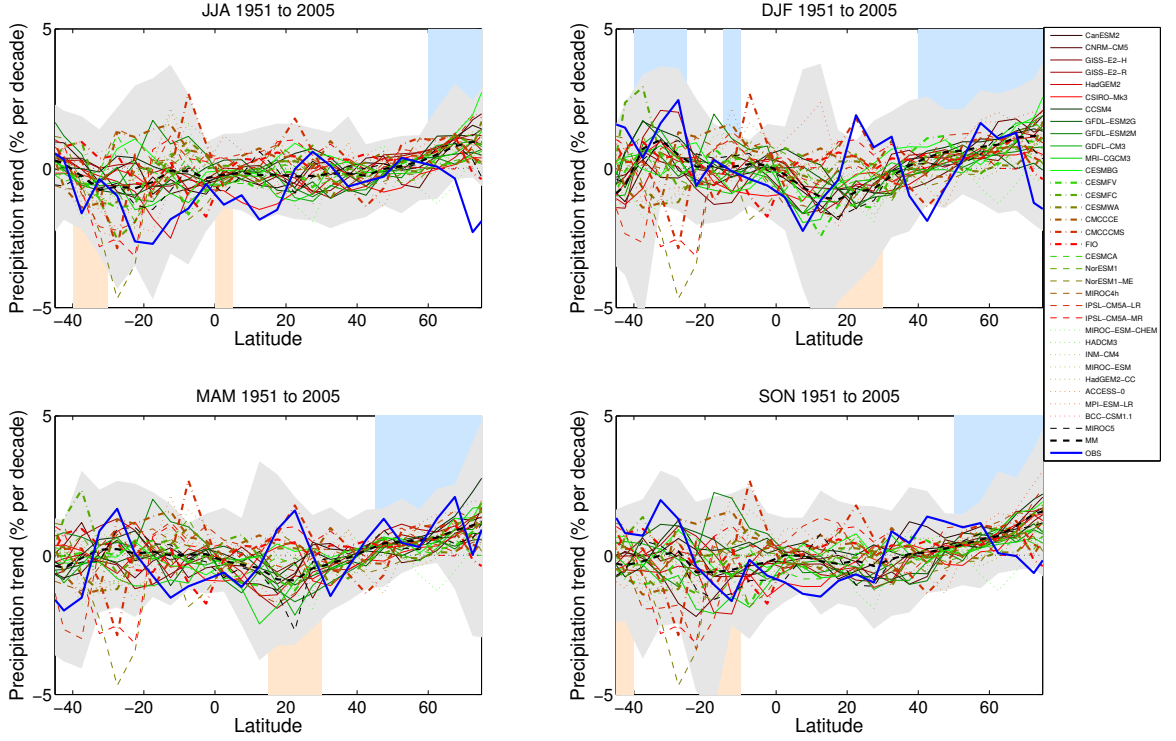 JJA 1951 to 2005
Precipitation trend (% per decade)
5
0
−5
−40 −20 0 20 40 60
Latitude
DJF 1951 to 2005
Precipitation trend (% per decade)
5
0
−5
−40 −20 0 20 40 60
Latitude
CanESM2
CNRM−CM5
GISS−E2−H
GISS−E2−R
HadGEM2
CSIRO−Mk3
CCSM4
GFDL−ESM2G
GFDL−ESM2M
GDFL−CM3
MRI−CGCM3
CESMBG
CESMFV
CESMFC
CESMWA
CMCCCE
CMCCCMS
FIO
CESMCA
NorESM1
NorESM1−ME
MIROC4h
IPSL−CM5A−LR
IPSL−CM5A−MR
MIROC−ESM−CHEM
HADCM3
INM−CM4
MIROC−ESM
HadGEM2−CC
ACCESS−0
MPI−ESM−LR
BCC−CSM1.1
MIROC5
MM
OBS
MAM 1951 to 2005
Precipitation trend (% per decade)
5
0
−5
−40 −20 0 20 40 60
Latitude
SON 1951 to 2005
Precipitation trend (% per decade)
5
0
−5
−40 −20 0 20 40 60
Latitude